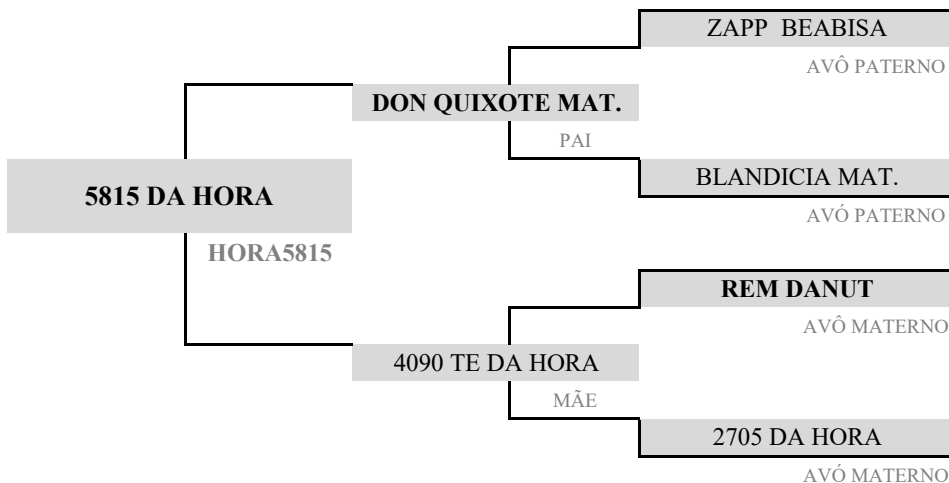 ZAPP BEABISA
AVÔ PATERNO
DON QUIXOTE MAT.
PAI
BLANDICIA MAT.
AVÓ PATERNO
5815 DA HORA
HORA5815
REM DANUT
AVÔ MATERNO
4090 TE DA HORA
MÃE
2705 DA HORA
AVÓ MATERNO